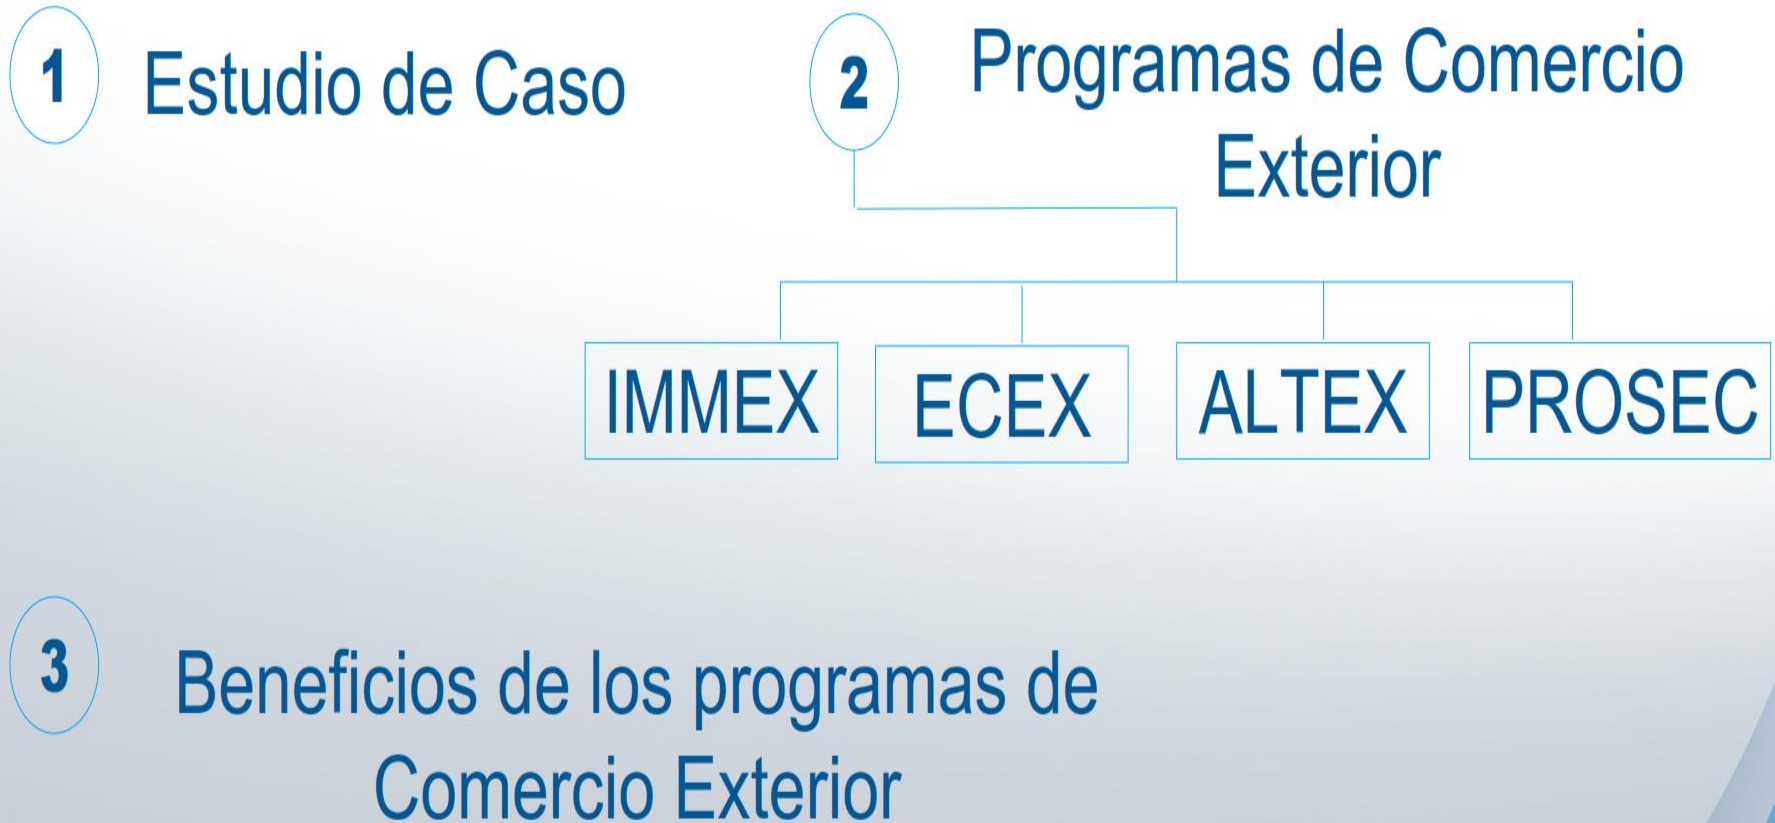 1
Estudio de Caso
2
Programas de Comercio
Exterior
IMMEX
ECEX
ALTEX
PROSEC
3
Beneficios de los programas de
Comercio Exterior